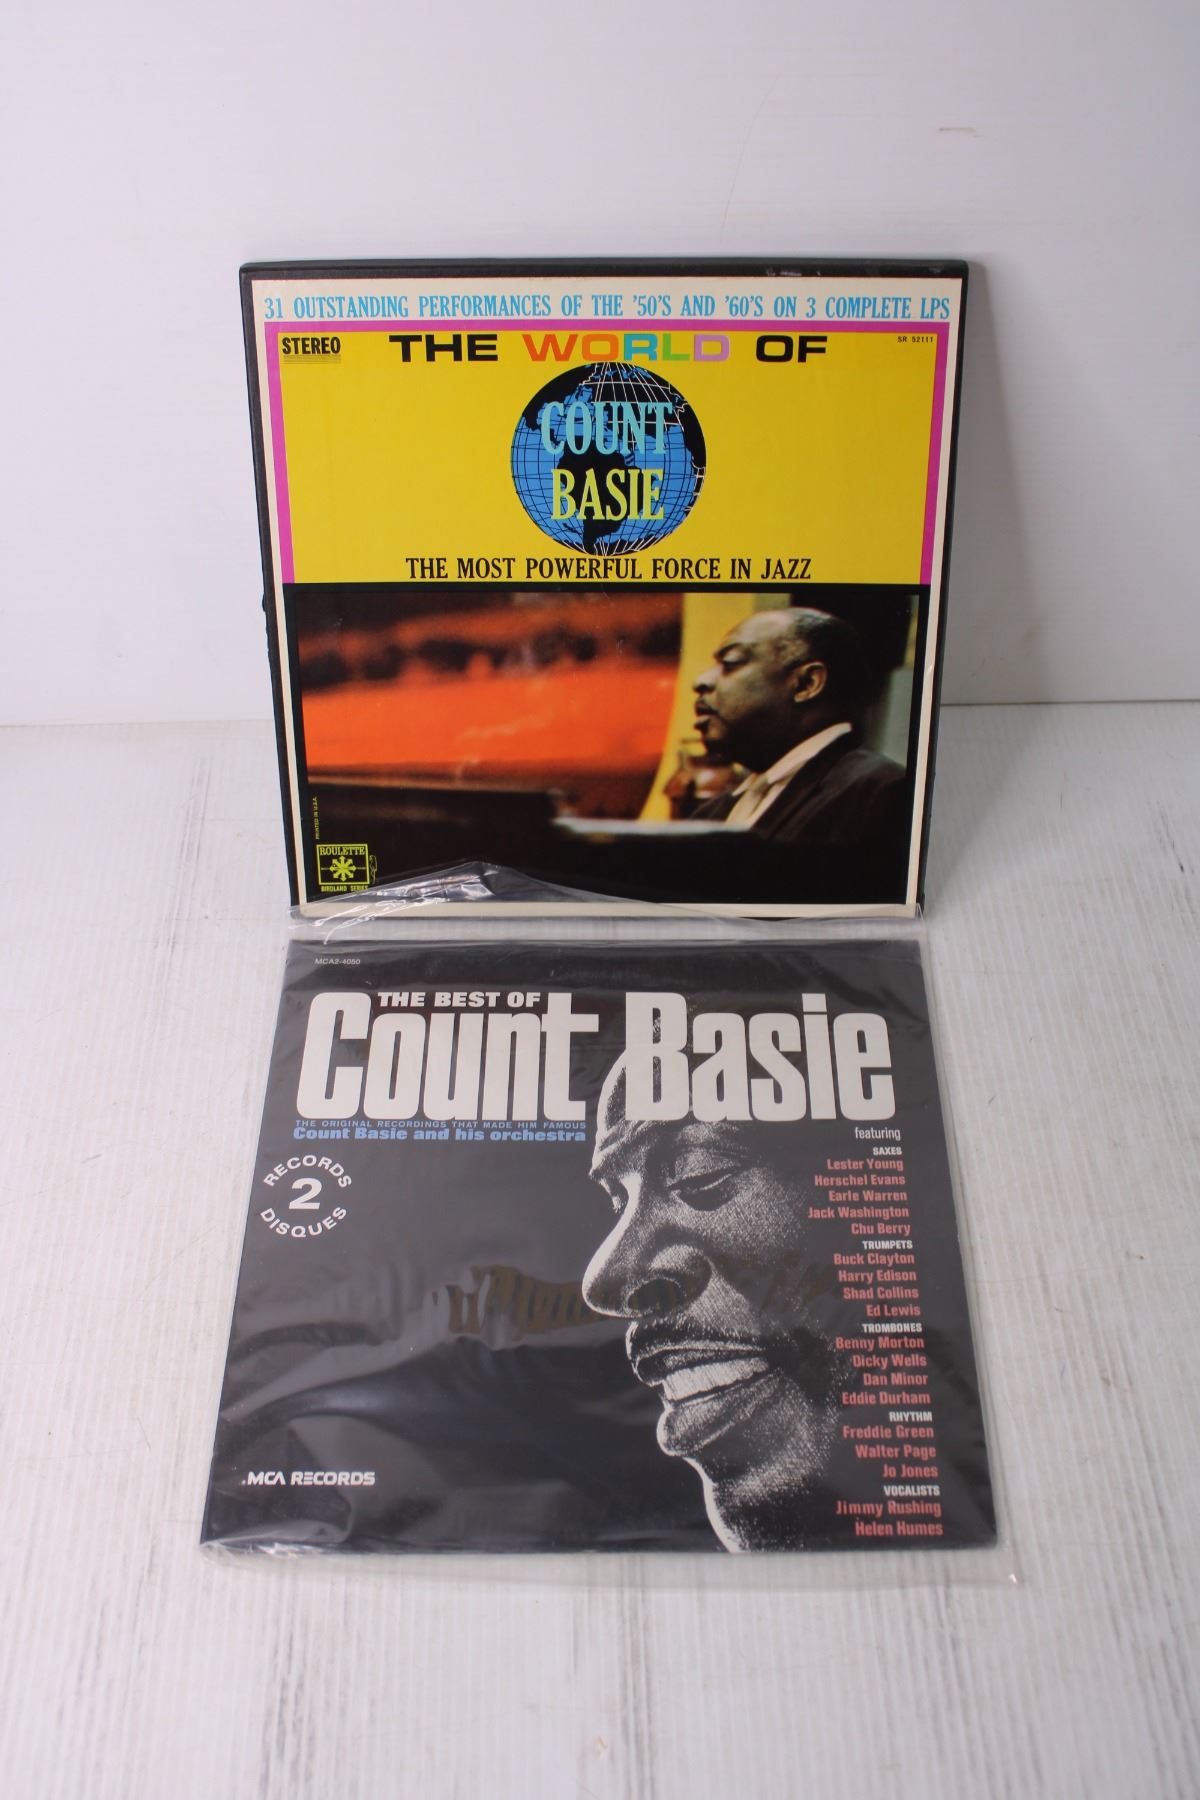 31 OUTSTANDING PERFORMANCES OF THE '50'S AND '60'S ON 3 COMPLETE LPS
STEREO
THE WORLD OF
SR 52111
COUNT
BASIE
THE MOST POWERFUL FORCE IN JAZZ
PRINTED IN U.S.A.
ROULETTE
BIRDLAND SERIES
MCA2-4050
THE BEST OF
Count Basie
THE ORIGINAL RECORDINGS THAT MADE HIM FAMOUS
Count Basie and his orchestra
RECORDS
2
DISQUES
featuring
SAXES
Lester Young
Herschel Evans
Earle Warren
Jack Washington
Chu Berry
TRUMPETS
Buck Clayton
Harry Edison
Shad Collins
Ed Lewis
TROMBONES
Benny Morton
Dicky Wells
Dan Minor
Eddie Durham
RHYTHM
Freddie Green
Walter Page
Jo Jones
VOCALISTS
Jimmy Rushing
Helen Humes
MCA RECORDS